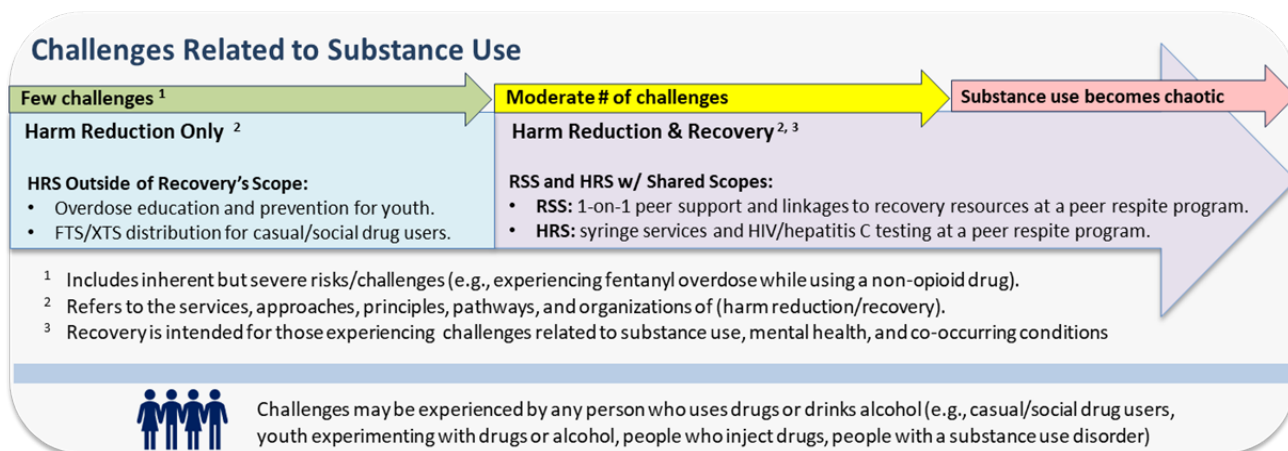 Challenges Related to Substance Use
Few challenges 1
Moderate # of challenges
Substance use becomes chaotic
Harm Reduction Only 2
HRS Outside of Recovery's Scope:
• Overdose education and prevention for youth.
• FTS/XTS distribution for casual/social drug users.
Harm Reduction & Recovery 2, 3
RSS and HRS w/ Shared Scopes:
• RSS: 1-on-1 peer support and linkages to recovery resources at a peer respite program.
• HRS: syringe services and HIV/hepatitis C testing at a peer respite program.
1 Includes inherent but severe risks/challenges (e.g., experiencing fentanyl overdose while using a non-opioid drug).
2 Refers to the services, approaches, principles, pathways, and organizations of (harm reduction/recovery).
3 Recovery is intended for those experiencing challenges related to substance use, mental health, and co-occurring conditions
Challenges may be experienced by any person who uses drugs or drinks alcohol (e.g., casual/social drug users,
youth experimenting with drugs or alcohol, people who inject drugs, people with a substance use disorder)